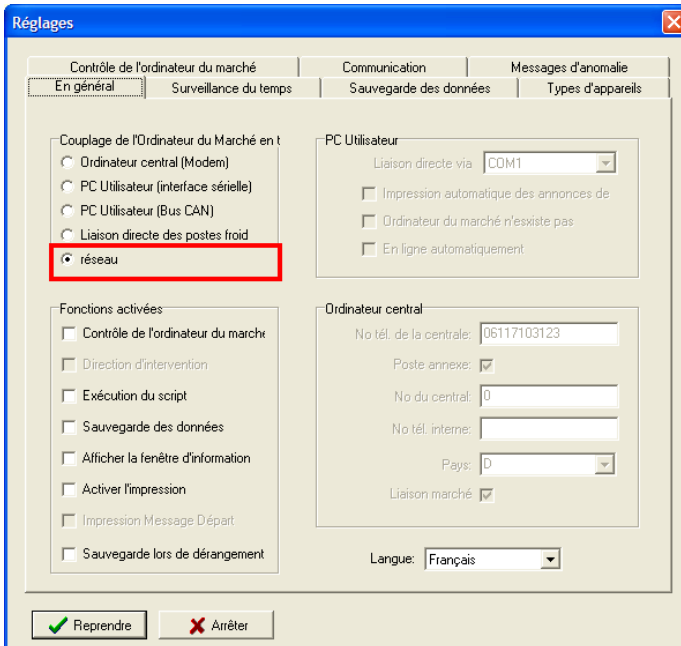 Réglages
Contrôle de l'ordinateur du marché
Communication
Messages d'anomalie
En général
Surveillance du temps
Sauvegarde des données
Types d'appareils
Couplage de l'Ordinateur du Marché en t
Ordinateur central (Modem)
PC Utilisateur (interface sérielle)
PC Utilisateur (Bus CAN)
Liaison directe des postes froid
réseau
PC Utilisateur
Liaison directe via COM1
Impression automatique des annonces de
Ordinateur du marché n'esxiste pas
En ligne automatiquement
Fonctions activées
Contrôle de l'ordinateur du marche
Direction d'intervention
Exécution du script
Sauvegarde des données
Afficher la fenêtre d'information
Activer l'impression
Impression Message Départ
Sauvegarde lors de dérangement
Ordinateur central
No tél. de la centrale: 06117103123
Poste annexe:
No du central: 0
No tél. interne:
Pays: D
Liaison marché
Langue: Français
Reprendre
Arrêter